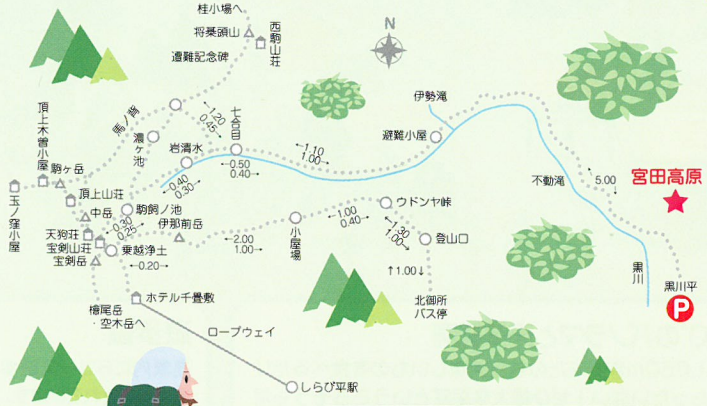 桂小場へ
将棊頭山
西駒山荘
遭難記念碑
N
馬ノ背
←1.20
0.45→
七合目
濃ヶ池
岩清水
←1.10
1.00→
←0.50
0.40→
伊勢滝
避難小屋
頂上木曽小屋
駒ヶ岳
頂上山荘
玉ノ窪小屋
中岳
天狗荘
宝剣山荘
宝剣岳
←0.40
0.30→
駒飼ノ池
←0.30
0.25→
乗越浄土
←0.20→
伊那前岳
←2.00
1.00→
小屋場
←1.00
0.40→
ウドンヤ峠
←1.30
1.00→
登山口
↑1.00↓
北御所
バス停
不動滝
←5.00→
宮田高原
黒川
黒川平
P
檜尾岳
・空木岳へ
ホテル千畳敷
ロープウェイ
しらび平駅